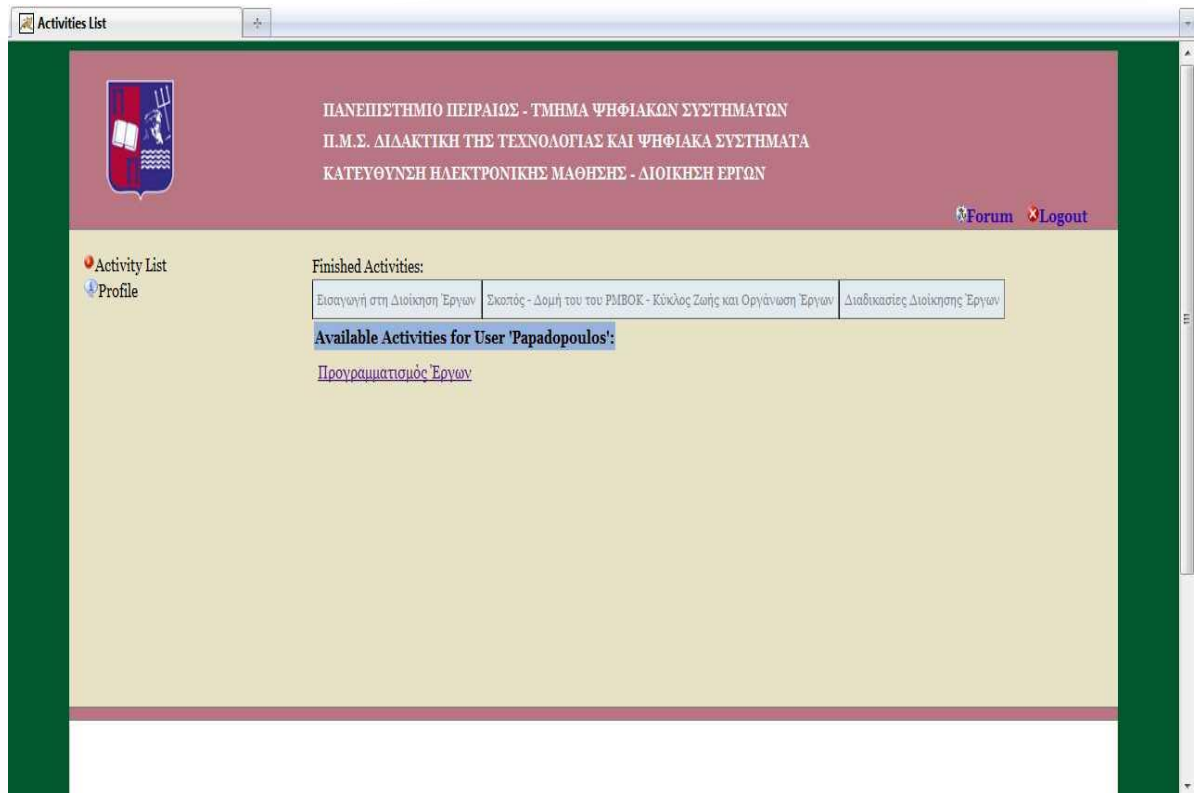 Activities List
ΠΑΝΕΠΙΣΤΗΜΙΟ ΠΕΙΡΑΙΩΣ - ΤΜΗΜΑ ΨΗΦΙΑΚΩΝ ΣΥΣΤΗΜΑΤΩΝ
Π.Μ.Σ. ΔΙΔΑΚΤΙΚΗ ΤΗΣ ΤΕΧΝΟΛΟΓΙΑΣ ΚΑΙ ΨΗΦΙΑΚΑ ΣΥΣΤΗΜΑΤΑ
ΚΑΤΕΥΘΥΝΣΗ ΗΛΕΚΤΡΟΝΙΚΗΣ ΜΑΘΗΣΗΣ - ΔΙΟΙΚΗΣΗ ΕΡΓΩΝ
Forum Logout
Activity List
Profile
Finished Activities:
Εισαγωγή στη Διοίκηση Έργων Σκοπός - Δομή του του PMBOK - Κύκλος Ζωής και Οργάνωση Έργων Διαδικασίες Διοίκησης Έργων
Available Activities for User 'Papadopoulos':
Προγραμματισμός Έργων